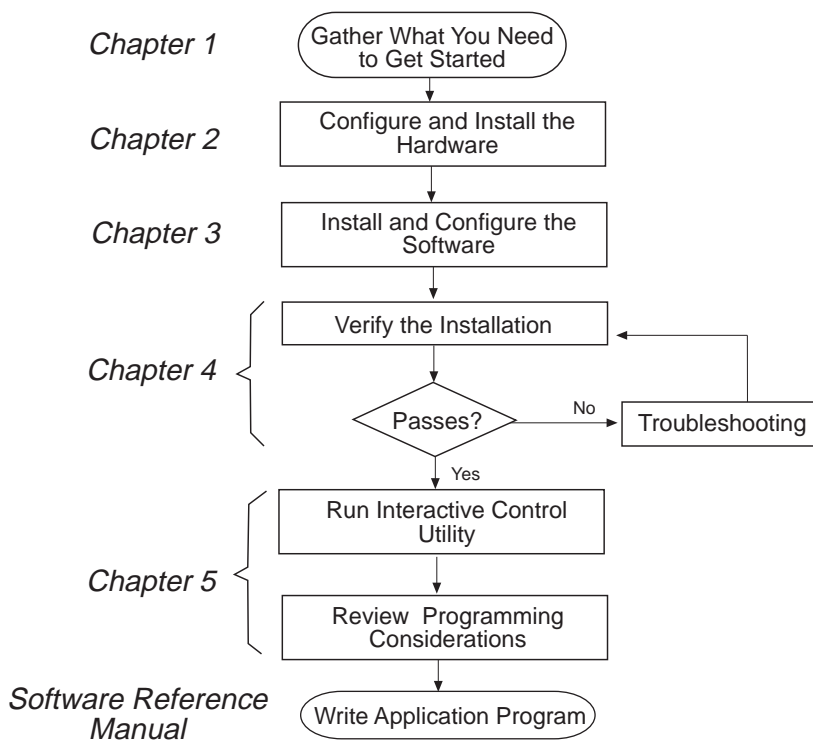 Chapter 1
Gather What You Need
to Get Started
Chapter 2
Configure and Install the
Hardware
Chapter 3
Install and Configure the
Software
Chapter 4
Verify the Installation
Passes?
No
Troubleshooting
Yes
Chapter 5
Run Interactive Control
Utility
Review Programming
Considerations
Software Reference
Manual
Write Application Program